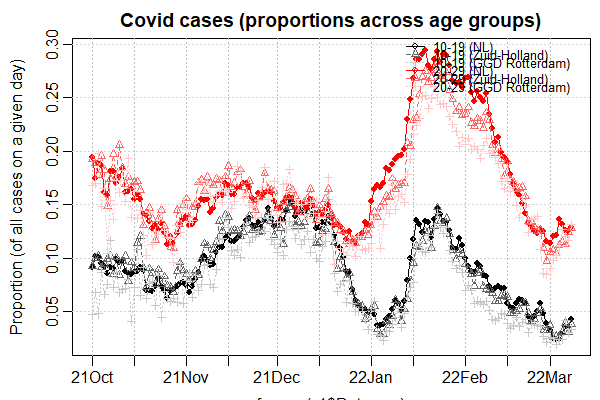 Covid cases (proportions across age groups)
Proportion (of all cases on a given day)
0.30
0.25
0.20
0.15
0.10
0.05
10-19 (NL)
10-19 (Zuid-Holland)
10-19 (GGD Rotterdam)
20-29 (NL)
20-29 (Zuid-Holland)
20-29 (GGD Rotterdam)
21Oct 21Nov 21Dec 22Jan 22Feb 22Mar